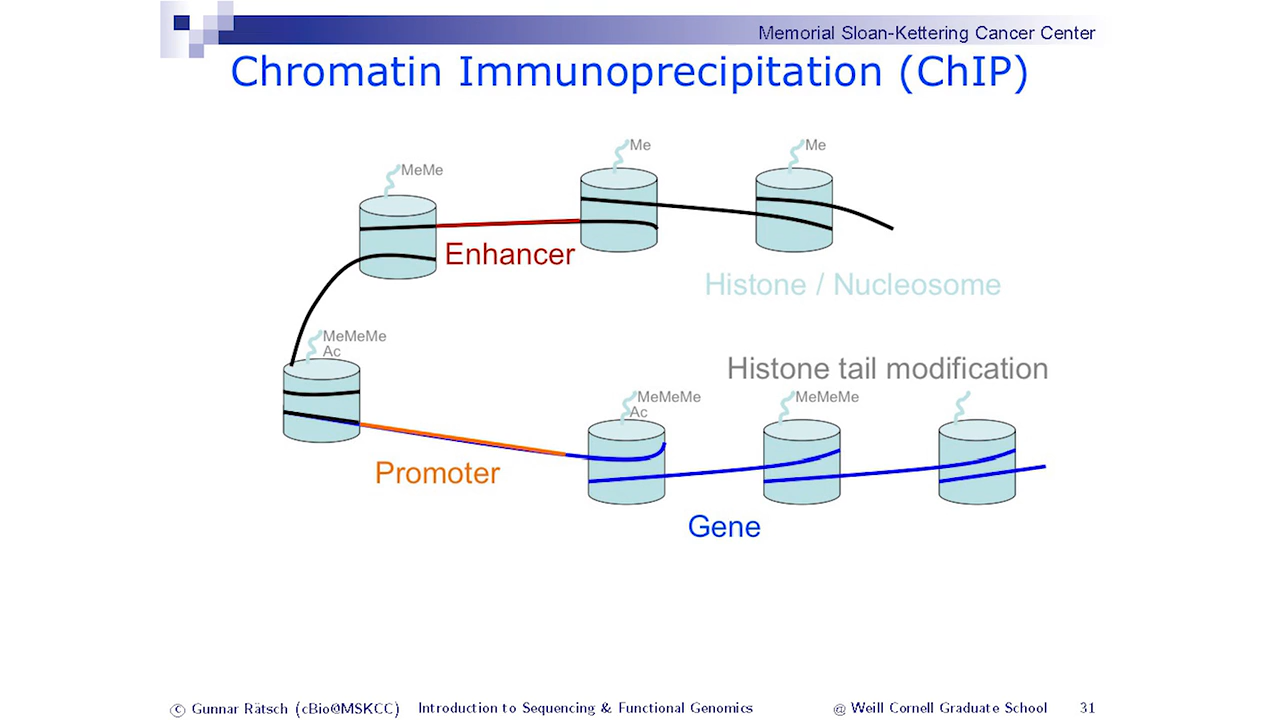 Memorial Sloan-Kettering Cancer Center
Chromatin Immunoprecipitation (ChIP)
Me
Me
MeMe
Enhancer
Histone / Nucleosome
MeMeMe
Ac
Histone tail modification
MeMeMe
Ac
MeMeMe
Promoter
Gene
© Gunnar Rätsch (cBio@MSKCC) Introduction to Sequencing & Functional Genomics @ Weill Cornell Graduate School 31